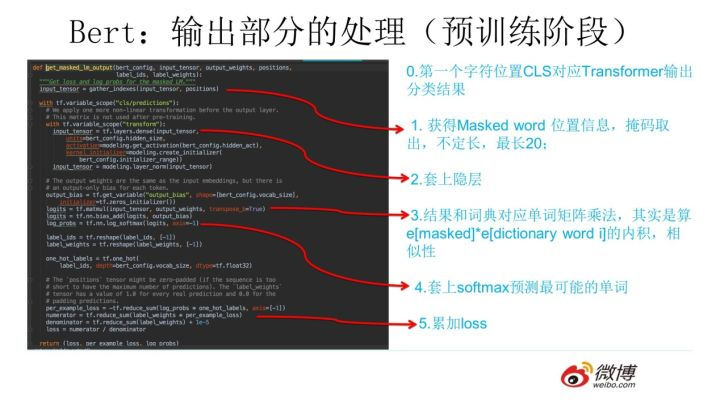 Bert：输出部分的处理（预训练阶段）
def get_masked_lm_output(bert_config, input_tensor, output_weights, positions,
label_ids, label_weights):
"""Get loss and log probs for the masked LM."""
input_tensor = gather_indexes(input_tensor, positions)
with tf.variable_scope("cls/predictions"):
# We apply one more non-linear transformation before the output layer.
# This matrix is not used after pre-training.
with tf.variable_scope("transform"):
input_tensor = tf.layers.dense(input_tensor,
units=bert_config.hidden_size,
activation=modeling.get_activation(bert_config.hidden_act),
kernel_initializer=modeling.create_initializer(
bert_config.initializer_range))
input_tensor = modeling.layer_norm(input_tensor)
# The output weights are the same as the input embeddings, but there is
# an output-only bias for each token.
output_bias = tf.get_variable("output_bias", shape=[bert_config.vocab_size],
initializer=tf.zeros_initializer())
logits = tf.matmul(input_tensor, output_weights, transpose_b=True)
logits = tf.nn.bias_add(logits, output_bias)
log_probs = tf.nn.log_softmax(logits, axis=-1)
label_ids = tf.reshape(label_ids, [-1])
label_weights = tf.reshape(label_weights, [-1])
one_hot_labels = tf.one_hot(
label_ids, depth=bert_config.vocab_size, dtype=tf.float32)
# The `positions` tensor might be zero-padded (if the sequence is too
# short to have the maximum number of predictions). The `label_weights`
# tensor has a value of 1.0 for every real prediction and 0.0 for the
# padding predictions.
per_example_loss = -tf.reduce_sum(log_probs * one_hot_labels, axis=[-1])
numerator = tf.reduce_sum(label_weights * per_example_loss)
denominator = tf.reduce_sum(label_weights) + 1e-5
loss = numerator / denominator
return (loss, per_example_loss, log_probs)
0.第一个字符位置CLS对应Transformer输出
分类结果
1. 获得Masked word 位置信息，掩码取
出，不定长，最长20；
2.套上隐层
3.结果和词典对应单词矩阵乘法，其实是算
e[masked]*e[dictionary word i]的内积，相
似性
4.套上softmax预测最可能的单词
5.累加loss
微博
weibo.com